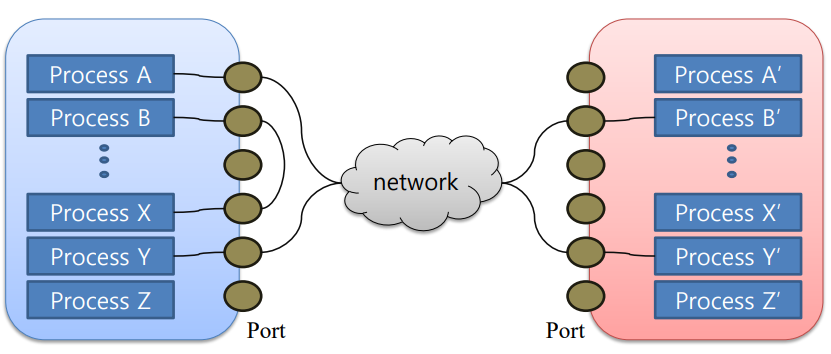 Process A
Process B
Process X
Process Y
Process Z
Port
network
Process A′
Process B′
Process X′
Process Y′
Process Z′
Port